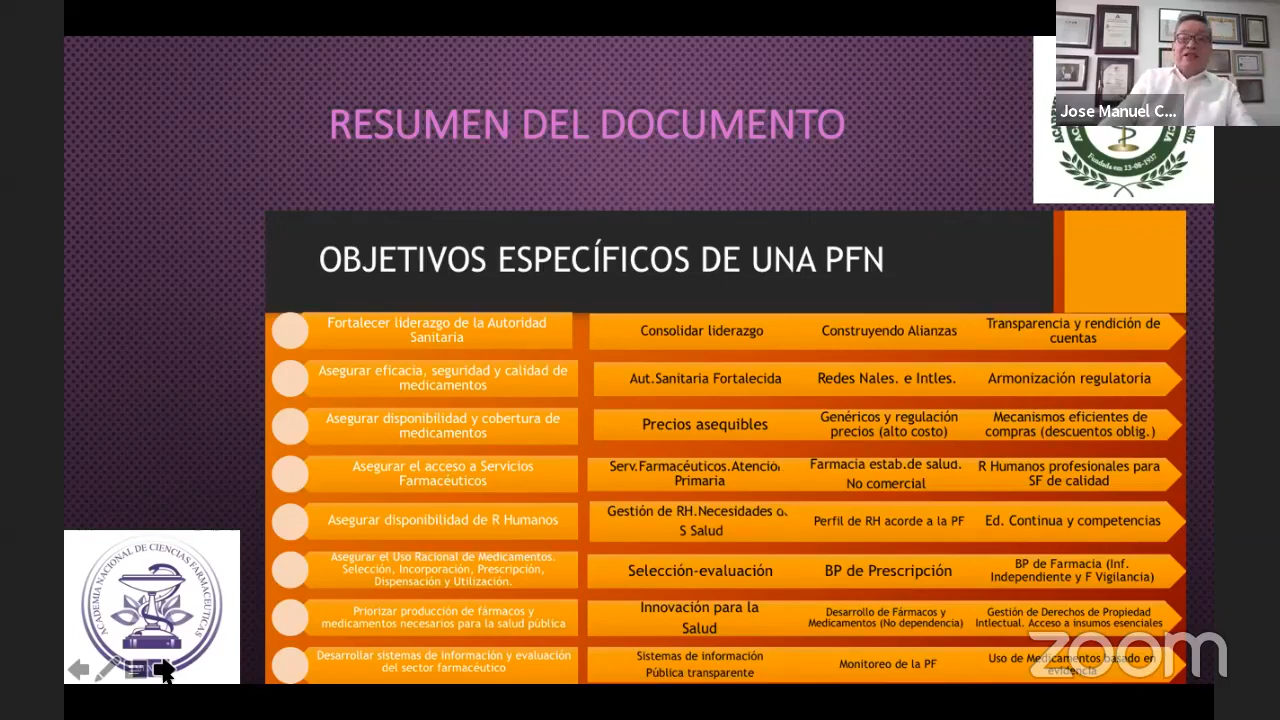 Jose Manuel C...
RESUMEN DEL DOCUMENTO
Fundada em 13-08-1937
OBJETIVOS ESPECÍFICOS DE UNA PFN
Fortalecer liderazgo de la Autoridad
Sanitaria
Consolidar liderazgo
Construyendo Alianzas
Transparencia y rendición de
cuentas
Asegurar eficacia, seguridad y calidad de
medicamentos
Aut.Sanitaria Fortalecida
Redes Nales. e Intles.
Armonización regulatoria
Asegurar disponibilidad y cobertura de
medicamentos
Precios asequibles
Genéricos y regulación
precios (alto costo)
Mecanismos eficientes de
compras (descuentos oblig.)
Asegurar el acceso a Servicios
Farmacéuticos
Serv.Farmacéuticos.Atención
Primaria
Farmacia estab.de salud.
No comercial
R Humanos profesionales para
SF de calidad
Asegurar disponibilidad de R Humanos
Gestión de RH.Necesidades
S Salud
Perfil de RH acorde a la PF
Ed. Continua y competencias
Asegurar el Uso Racional de Medicamentos.
Selección, Incorporación, Prescripción,
Dispensación y Utilización.
Selección-evaluación
BP de Prescripción
BP de Farmacia (Inf.
Independiente y F Vigilancia)
Priorizar producción de fármacos y
medicamentos necesarios para la salud pública
Innovación para la
Salud
Desarrollo de Fármacos y
Medicamentos (No dependencia)
Gestión de Derechos de Propiedad
Intlectual. Acceso a insumos esenciales
Desarrollar sistemas de información y evaluación
del sector farmacéutico
Sistemas de información
Pública transparente
Monitoreo de la PF
Uso de Medicamentos basado en
evidencia
ACADEMIA NACIONAL DE CIENCIAS FARMACEUTICAS
zoom